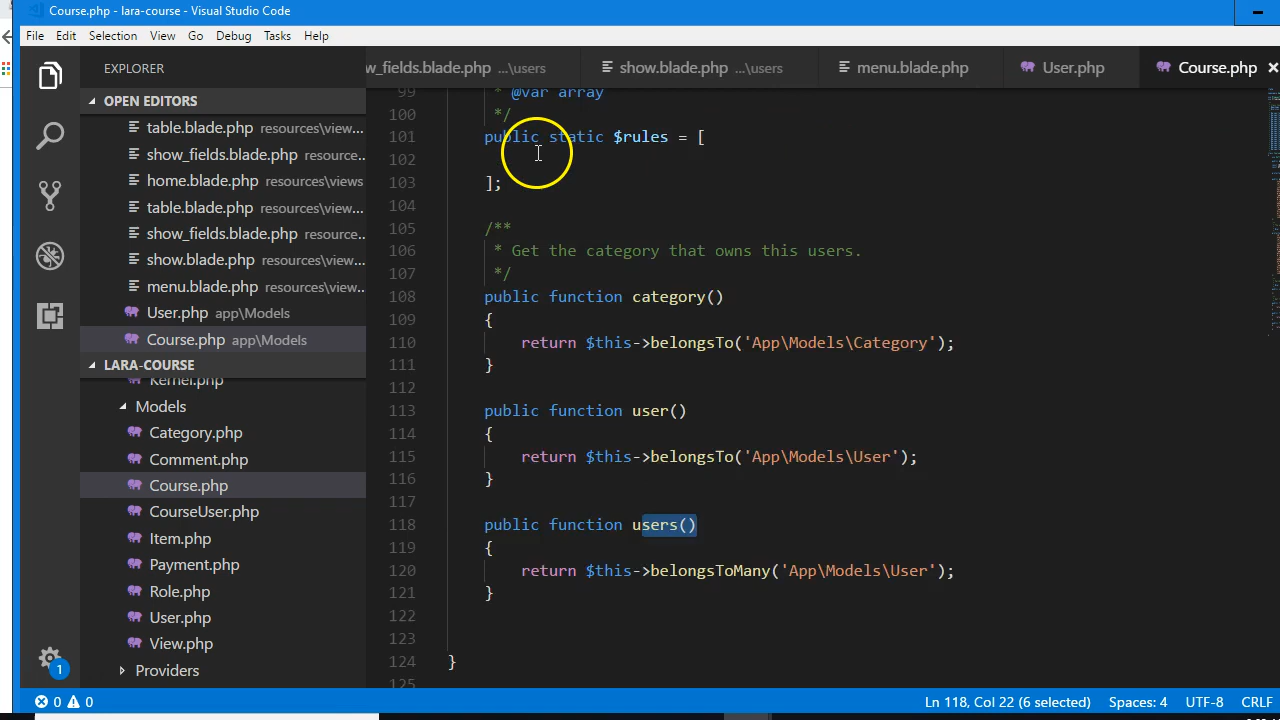 Course.php - lara-course - Visual Studio Code
File Edit Selection View Go Debug Tasks Help
EXPLORER
OPEN EDITORS
table.blade.php resources\view...
show_fields.blade.php resource...
home.blade.php resources\views
table.blade.php resources\view...
show_fields.blade.php resource...
show.blade.php resources\view...
menu.blade.php resources\view...
User.php app\Models
Course.php app\Models
LARA-COURSE
Kernel.php
Models
Category.php
Comment.php
Course.php
CourseUser.php
Item.php
Payment.php
Role.php
User.php
View.php
Providers
1
w_fields.blade.php ...\users show.blade.php ...\users menu.blade.php User.php Course.php
99 * @var array
100 */
101 public static $rules = [
102
103 ];
104
105 /**
106 * Get the category that owns this users.
107 */
108 public function category()
109 {
110 return $this->belongsTo('App\Models\Category');
111 }
112
113 public function user()
114 {
115 return $this->belongsTo('App\Models\User');
116 }
117
118 public function users()
119 {
120 return $this->belongsToMany('App\Models\User');
121 }
122
123
124 }
125
0 0 Ln 118, Col 22 (6 selected) Spaces: 4 UTF-8 CRLF